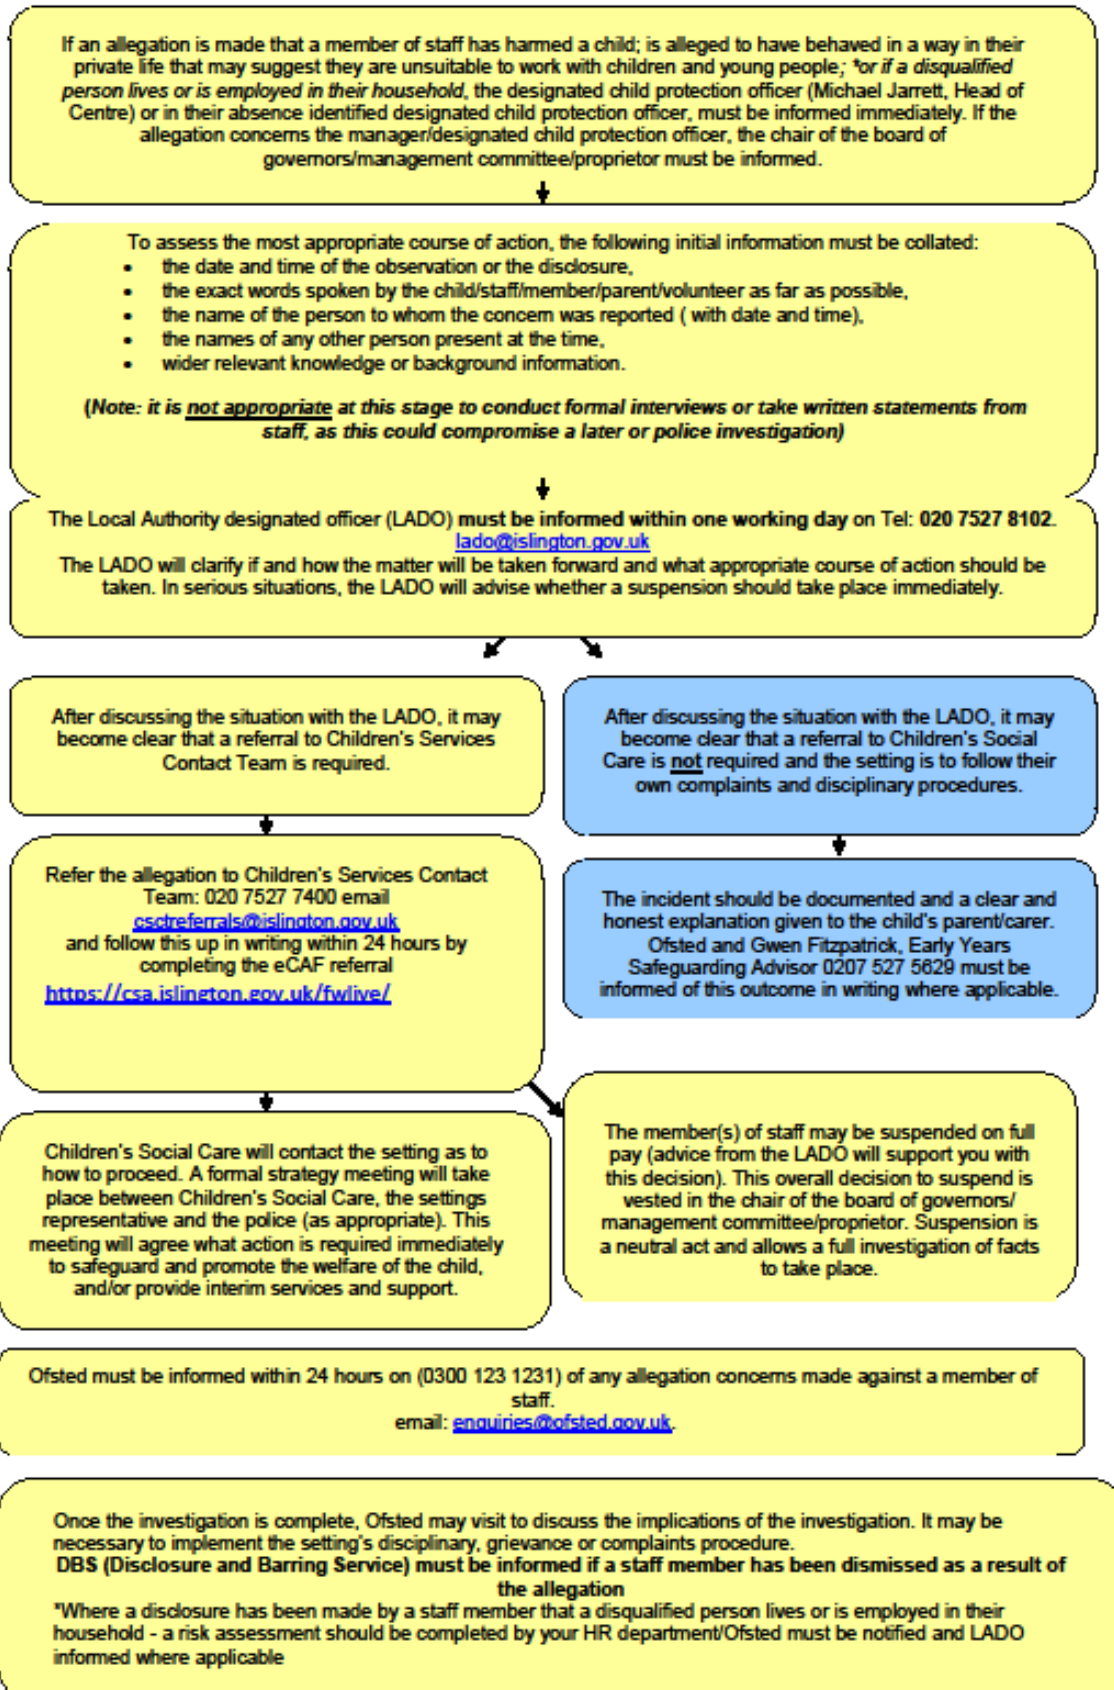 If an allegation is made that a member of staff has harmed a child; is alleged to have behaved in a way in their
private life that may suggest they are unsuitable to work with children and young people; *or if a disqualified
person lives or is employed in their household, the designated child protection officer (Michael Jarrett, Head of
Centre) or in their absence identified designated child protection officer, must be informed immediately. If the
allegation concerns the manager/designated child protection officer, the chair of the board of
governors/management committee/proprietor must be informed.
To assess the most appropriate course of action, the following initial information must be collated:
• the date and time of the observation or the disclosure,
• the exact words spoken by the child/staff/member/parent/volunteer as far as possible,
• the name of the person to whom the concern was reported ( with date and time),
• the names of any other person present at the time,
• wider relevant knowledge or background information.
(Note: it is not appropriate at this stage to conduct formal interviews or take written statements from
staff, as this could compromise a later or police investigation)
The Local Authority designated officer (LADO) must be informed within one working day on Tel: 020 7527 8102.
lado@islington.gov.uk
The LADO will clarify if and how the matter will be taken forward and what appropriate course of action should be
taken. In serious situations, the LADO will advise whether a suspension should take place immediately.
After discussing the situation with the LADO, it may
become clear that a referral to Children's Services
Contact Team is required.
After discussing the situation with the LADO, it may
become clear that a referral to Children's Social
Care is not required and the setting is to follow their
own complaints and disciplinary procedures.
Refer the allegation to Children's Services Contact
Team: 020 7527 7400 email
csctreferrals@islington.gov.uk
and follow this up in writing within 24 hours by
completing the eCAF referral
https://csa.islington.gov.uk/fwlive/
The incident should be documented and a clear and
honest explanation given to the child's parent/carer.
Ofsted and Gwen Fitzpatrick, Early Years
Safeguarding Advisor 0207 527 5629 must be
informed of this outcome in writing where applicable.
Children's Social Care will contact the setting as to
how to proceed. A formal strategy meeting will take
place between Children's Social Care, the settings
representative and the police (as appropriate). This
meeting will agree what action is required immediately
to safeguard and promote the welfare of the child,
and/or provide interim services and support.
The member(s) of staff may be suspended on full
pay (advice from the LADO will support you with
this decision). This overall decision to suspend is
vested in the chair of the board of governors/
management committee/proprietor. Suspension is
a neutral act and allows a full investigation of facts
to take place.
Ofsted must be informed within 24 hours on (0300 123 1231) of any allegation concerns made against a member of
staff.
email: enquiries@ofsted.gov.uk.
Once the investigation is complete, Ofsted may visit to discuss the implications of the investigation. It may be
necessary to implement the setting's disciplinary, grievance or complaints procedure.
DBS (Disclosure and Barring Service) must be informed if a staff member has been dismissed as a result of
the allegation
*Where a disclosure has been made by a staff member that a disqualified person lives or is employed in their
household - a risk assessment should be completed by your HR department/Ofsted must be notified and LADO
informed where applicable